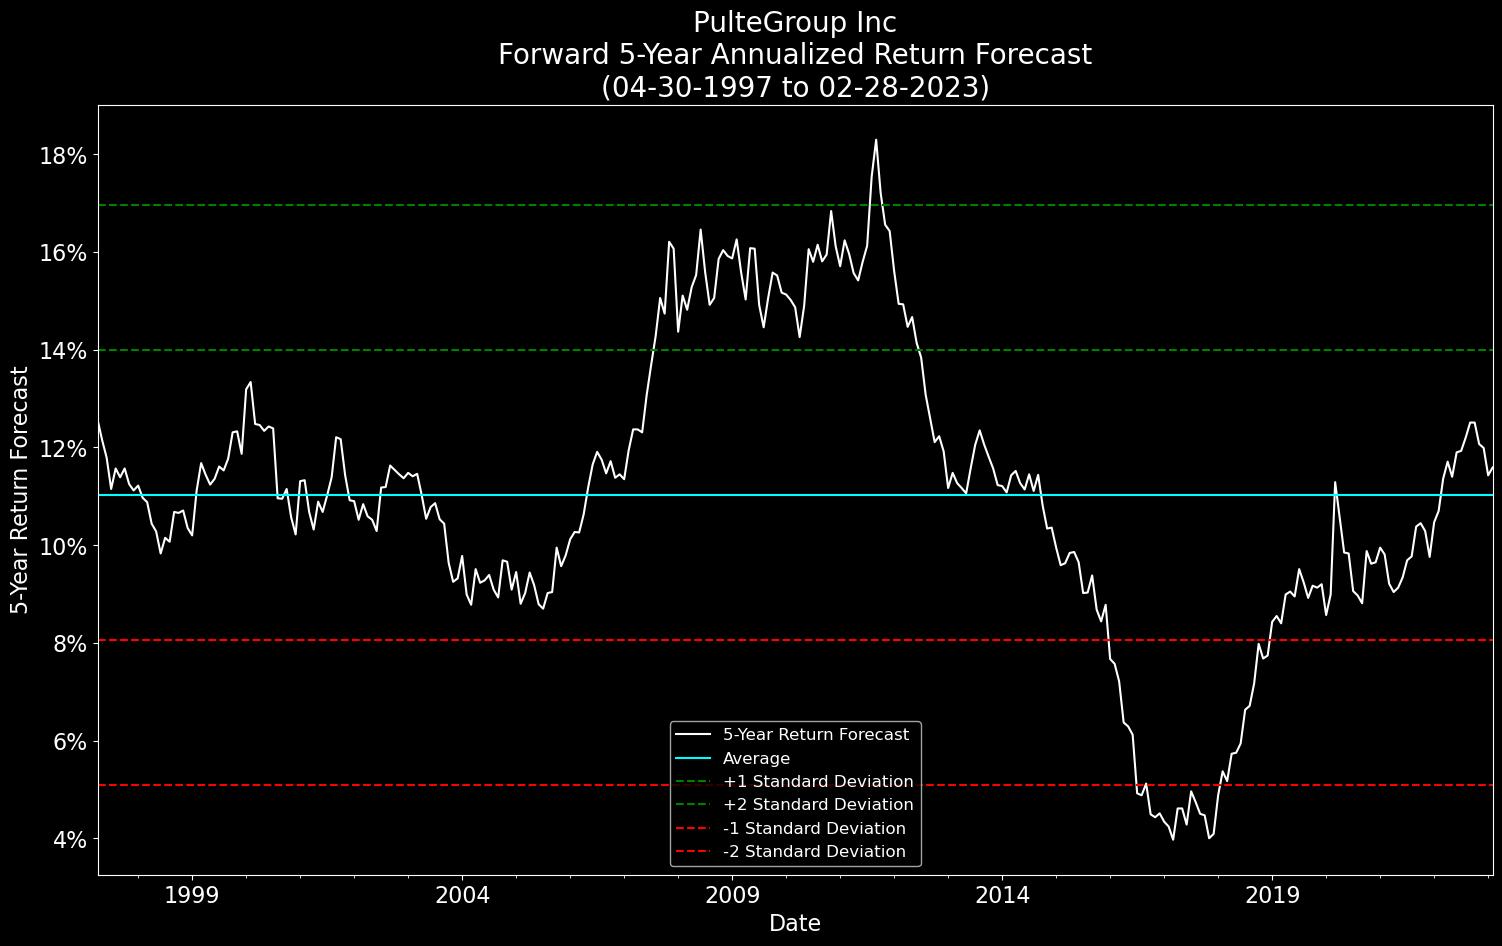 PulteGroup Inc
Forward 5-Year Annualized Return Forecast
(04-30-1997 to 02-28-2023)
5-Year Return Forecast
18%
16%
14%
12%
10%
8%
6%
4%
5-Year Return Forecast
Average
+1 Standard Deviation
+2 Standard Deviation
-1 Standard Deviation
-2 Standard Deviation
1999 2004 2009 2014 2019
Date